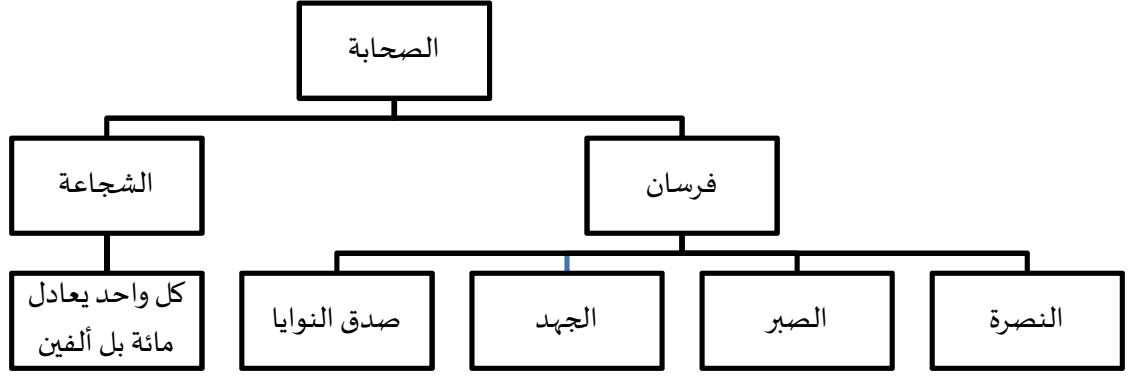 الصحابة
فرسان
الشجاعة
النصرة
الصبر
الجهد
صدق النوايا
كل واحد يعادل
مائة بل ألفين